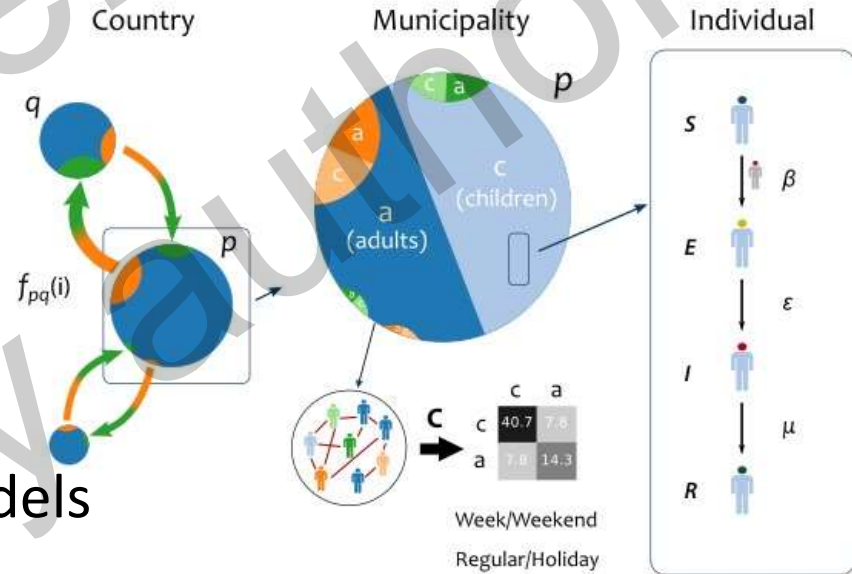 Country
Municipality
Individual
q
p
f_pq(i)
c a
p
a
c
a
(adults)
c
(children)
S
β
E
ε
I
μ
R
C
c a
c 40.7 7.8
a 7.8 14.3
Week/Weekend
Regular/Holiday
dels